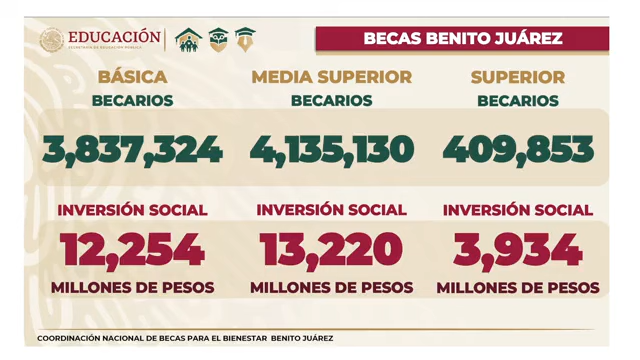 EDUCACIÓN
SECRETARÍA DE EDUCACIÓN PÚBLICA
BECAS BENITO JUÁREZ
BÁSICA
BECARIOS
3,837,324
INVERSIÓN SOCIAL
12,254
MILLONES DE PESOS
MEDIA SUPERIOR
BECARIOS
4,135,130
INVERSIÓN SOCIAL
13,220
MILLONES DE PESOS
SUPERIOR
BECARIOS
409,853
INVERSIÓN SOCIAL
3,934
MILLONES DE PESOS
COORDINACIÓN NACIONAL DE BECAS PARA EL BIENESTAR BENITO JUÁREZ